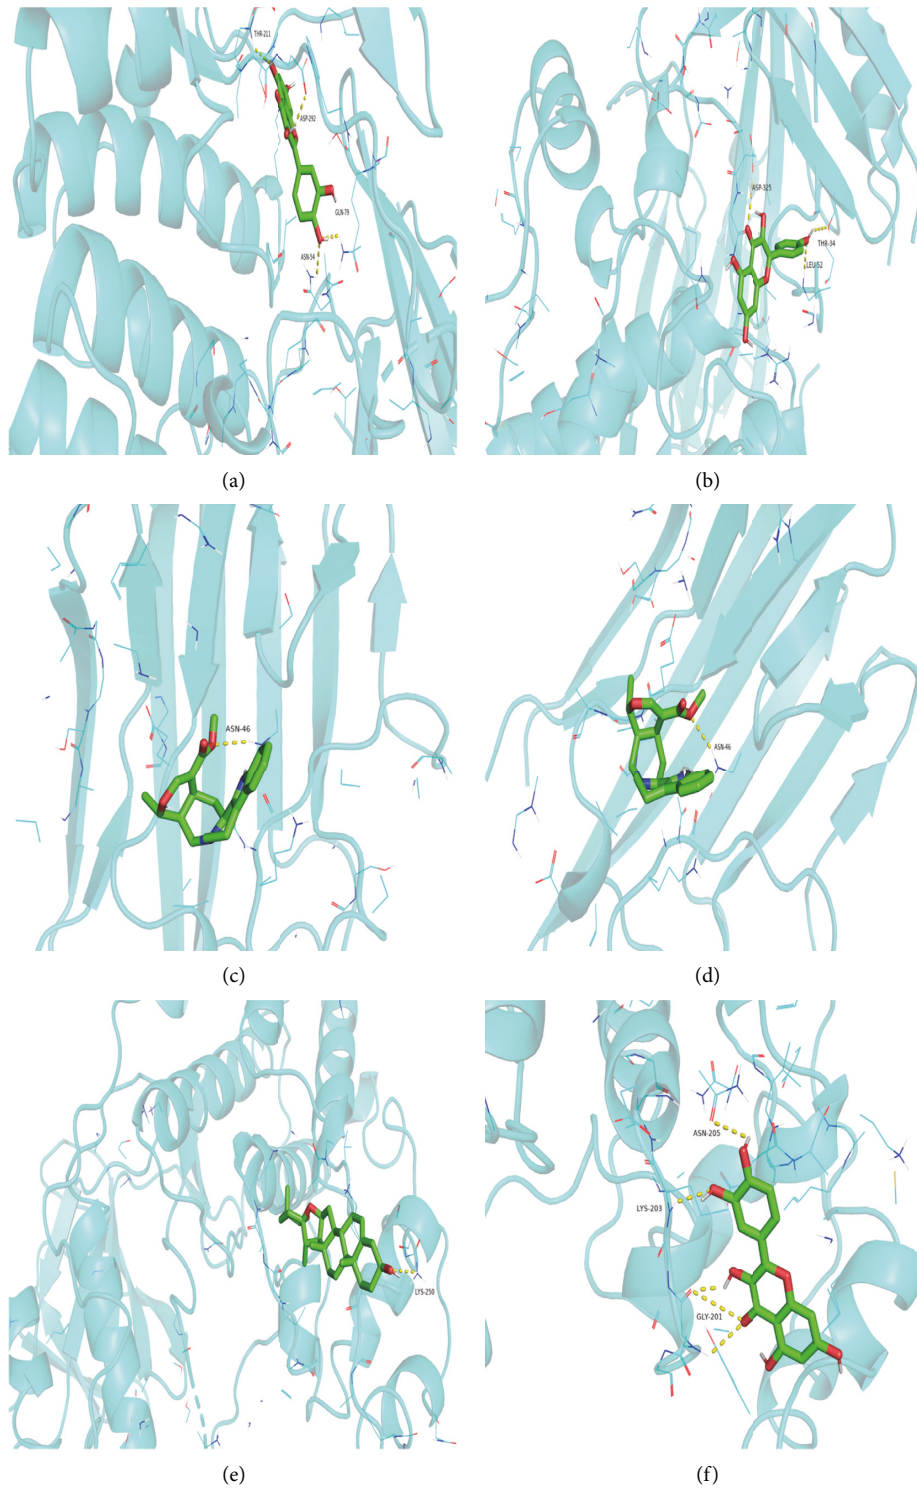 THR-211
ASP-292
GLN-79
ASN-54
ASP-325
THR-34
LEU-52
(a)
(b)
ASN-46
ASN-46
(c)
(d)
LYS-250
ASN-205
LYS-203
GLY-201
(e)
(f)